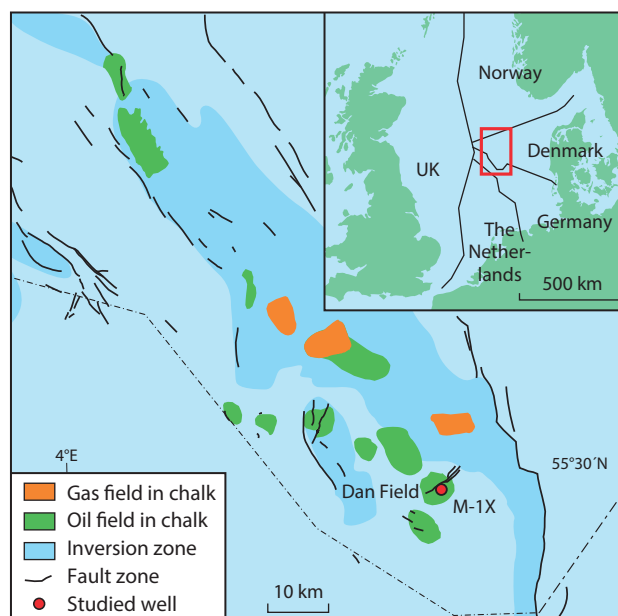 Norway
UK
Denmark
Germany
The
Nether-
lands
500 km
4°E
55°30´N
Dan Field
M-1X
Gas field in chalk
Oil field in chalk
Inversion zone
Fault zone
Studied well
10 km